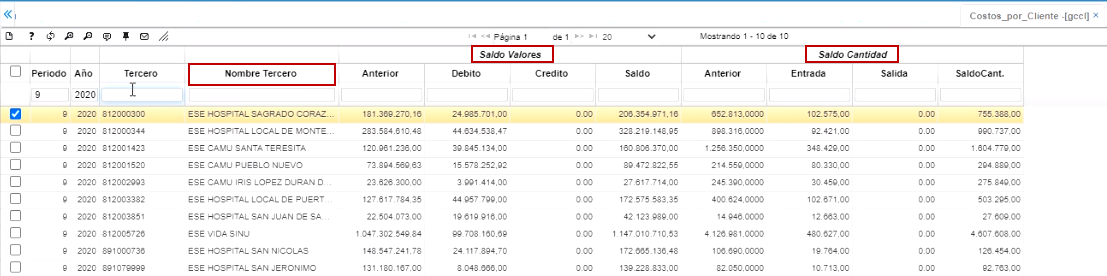 Costos_por_Cliente -[gccl] ×
Página 1 de 1 20 Mostrando 1 - 10 de 10
Saldo Valores Saldo Cantidad
Periodo Año Tercero Nombre Tercero Anterior Debito Credito Saldo Anterior Entrada Salida SaldoCant.
9 2020
9 2020 812000300 ESE HOSPITAL SAGRADO CORAZ... 181.369.270,16 24.985.701,00 0.00 206.354.971,16 652.813,0000 102.575,00 0.00 755.388,00
9 2020 812000344 ESE HOSPITAL LOCAL DE MONTE... 283.584.610,48 44.634.538,47 0.00 328.219.148,95 898.316,0000 92.421,00 0.00 990.737,00
9 2020 812001423 ESE CAMU SANTA TERESITA 120.961.236,00 39.845.134,00 0.00 160.806.370,00 1.256.350,0000 348.429,00 0.00 1.604.779,00
9 2020 812001520 ESE CAMU PUEBLO NUEVO 73.894.569,63 15.578.252,92 0.00 89.472.822,55 214.559,0000 80.330,00 0.00 294.889,00
9 2020 812002993 ESE CAMU IRIS LOPEZ DURAN D... 23.626.300,00 3.991.414,00 0.00 27.617.714,00 245.390,0000 30.459,00 0.00 275.849,00
9 2020 812003382 ESE HOSPITAL LOCAL DE PUERT... 127.617.784,35 44.957.799,00 0.00 172.575.583,35 400.624,0000 102.671,00 0.00 503.295,00
9 2020 812003851 ESE HOSPITAL SAN JUAN DE SA... 22.504.073,00 19.619.916,00 0.00 42.123.989,00 14.946,0000 12.663,00 0.00 27.609,00
9 2020 812005726 ESE VIDA SINU 1.047.302.549,84 99.708.160,69 0.00 1.147.010.710,53 4.126.981,0000 480.627,00 0.00 4.607.608,00
9 2020 891000736 ESE HOSPITAL SAN NICOLAS 148.547.241,78 24.117.894,70 0.00 172.665.136,48 106.690,0000 19.764,00 0.00 126.454,00
9 2020 891079999 ESE HOSPITAL SAN JERONIMO 131.180.167,00 8.048.666,00 0.00 139.228.833,00 82.050,0000 10.713,00 0.00 92.763,00